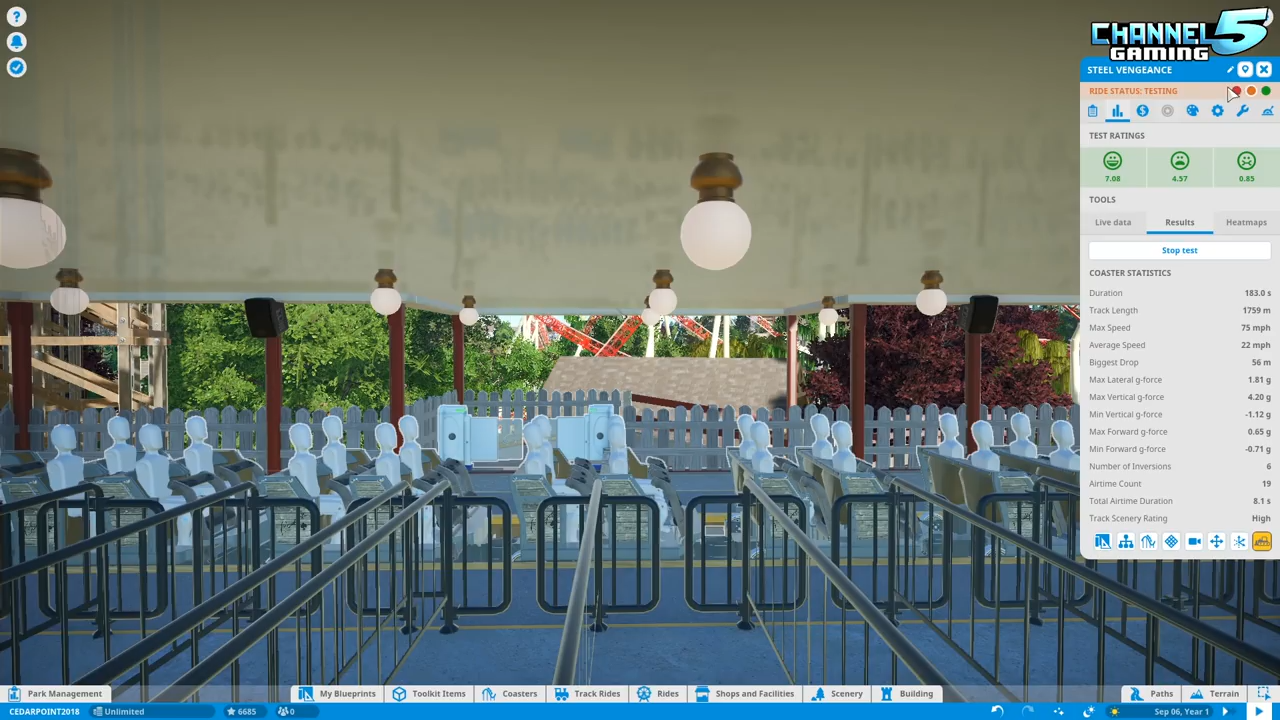 CHANNEL 5
GAMING
STEEL VENGEANCE
RIDE STATUS: TESTING
TEST RATINGS
7.08 4.57 0.85
TOOLS
Live data Results Heatmaps
Stop test
COASTER STATISTICS
Duration 183.0 s
Track Length 1759 m
Max Speed 75 mph
Average Speed 22 mph
Biggest Drop 56 m
Max Lateral g-force 1.81 g
Max Vertical g-force 4.20 g
Min Vertical g-force -1.12 g
Max Forward g-force 0.65 g
Min Forward g-force -0.71 g
Number of Inversions 6
Airtime Count 19
Total Airtime Duration 8.1 s
Track Scenery Rating High
Park Management My Blueprints Toolkit Items Coasters Track Rides Rides Shops and Facilities Scenery Building Paths Terrain
CEDARPOINT2018 Unlimited 6685 0 Sep 06, Year 1